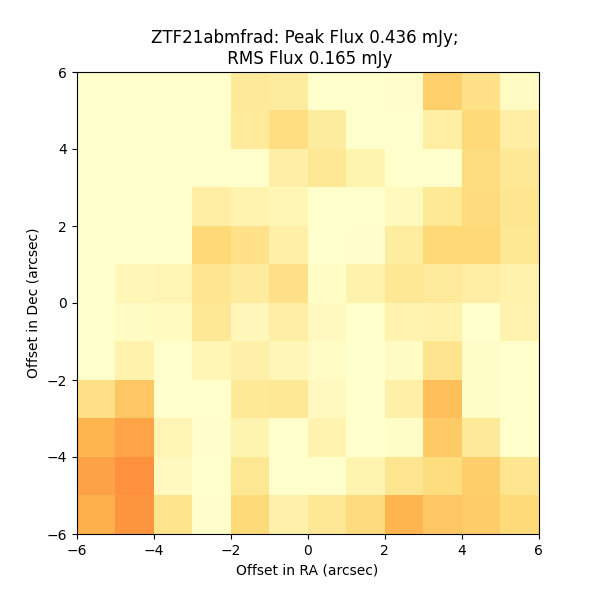 ZTF21abmfrad: Peak Flux 0.436 mJy;
RMS Flux 0.165 mJy
6
4
2
0
−2
−4
−6
Offset in Dec (arcsec)
−6 −4 −2 0 2 4 6
Offset in RA (arcsec)